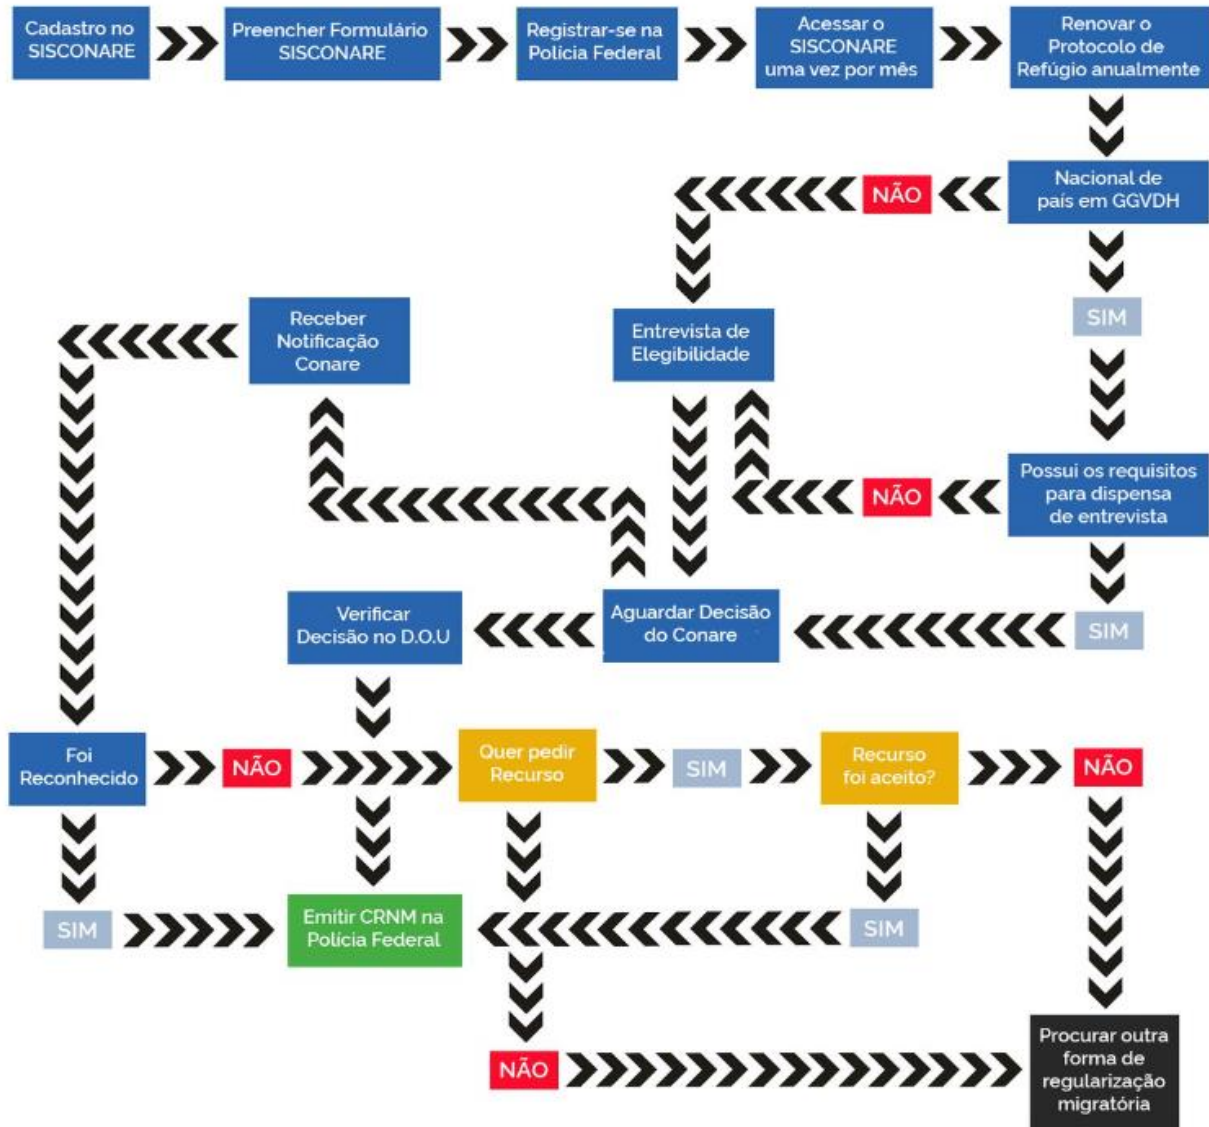 Cadastro no
SISCONARE
Preencher Formulário
SISCONARE
Registrar-se na
Polícia Federal
Acessar o
SISCONARE
uma vez por mês
Renovar o
Protocolo de
Refúgio anualmente
NÃO
Nacional de
país em GGVDH
SIM
Receber
Notificação
Conare
Entrevista de
Elegibilidade
NÃO
Possui os requisitos
para dispensa
de entrevista
Verificar
Decisão no D.O.U
Aguardar Decisão
do Conare
SIM
Foi
Reconhecido
NÃO
Quer pedir
Recurso
SIM
Recurso
foi aceito?
NÃO
SIM
Emitir CRNM na
Polícia Federal
SIM
NÃO
Procurar outra
forma de
regularização
migratória